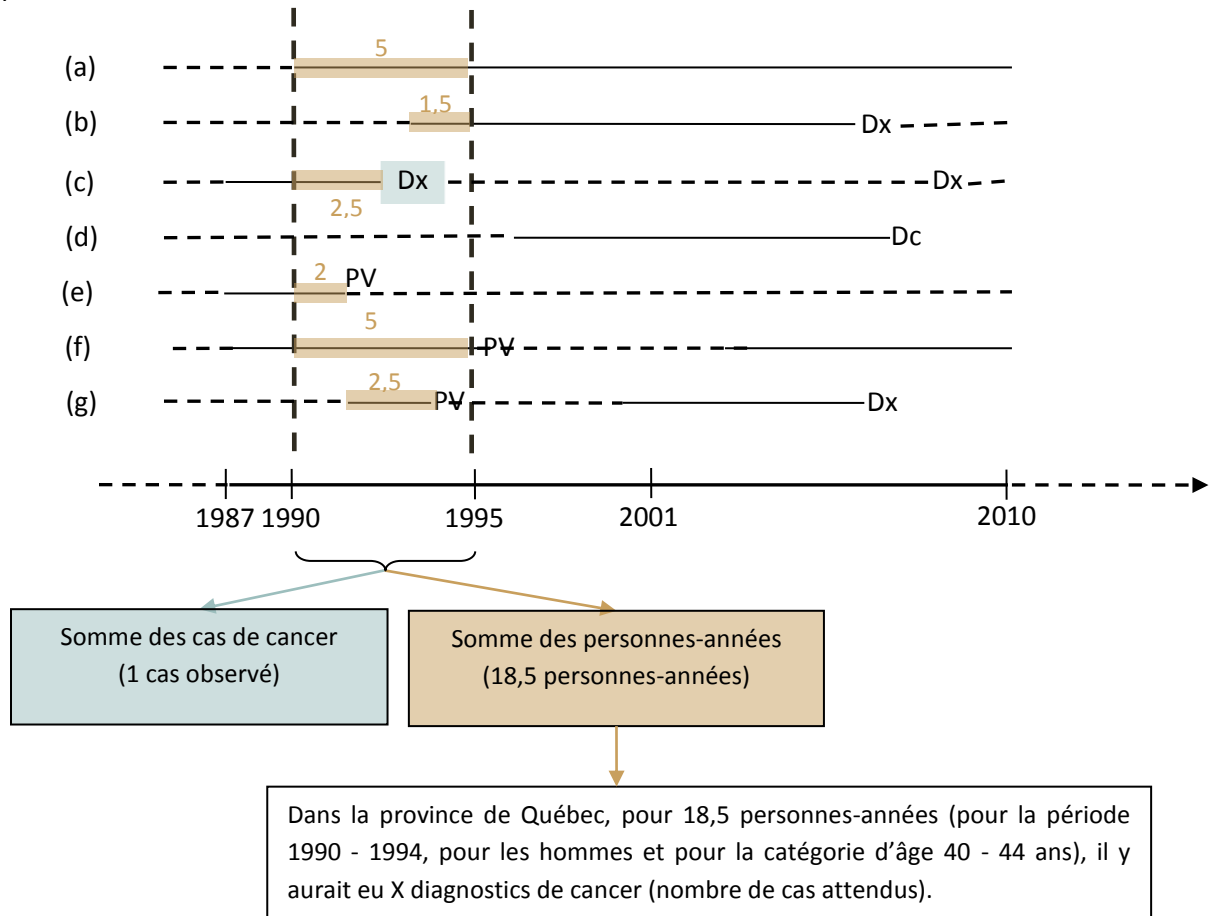 5
(a)
1,5
(b)
Dx
(c)
Dx
Dx
2,5
(d)
Dc
2
PV
(e)
5
(f)
PV
2,5
(g)
PV
Dx
1987 1990 1995 2001 2010
Somme des cas de cancer
(1 cas observé)
Somme des personnes-années
(18,5 personnes-années)
Dans la province de Québec, pour 18,5 personnes-années (pour la période
1990 - 1994, pour les hommes et pour la catégorie d'âge 40 - 44 ans), il y
aurait eu X diagnostics de cancer (nombre de cas attendus).